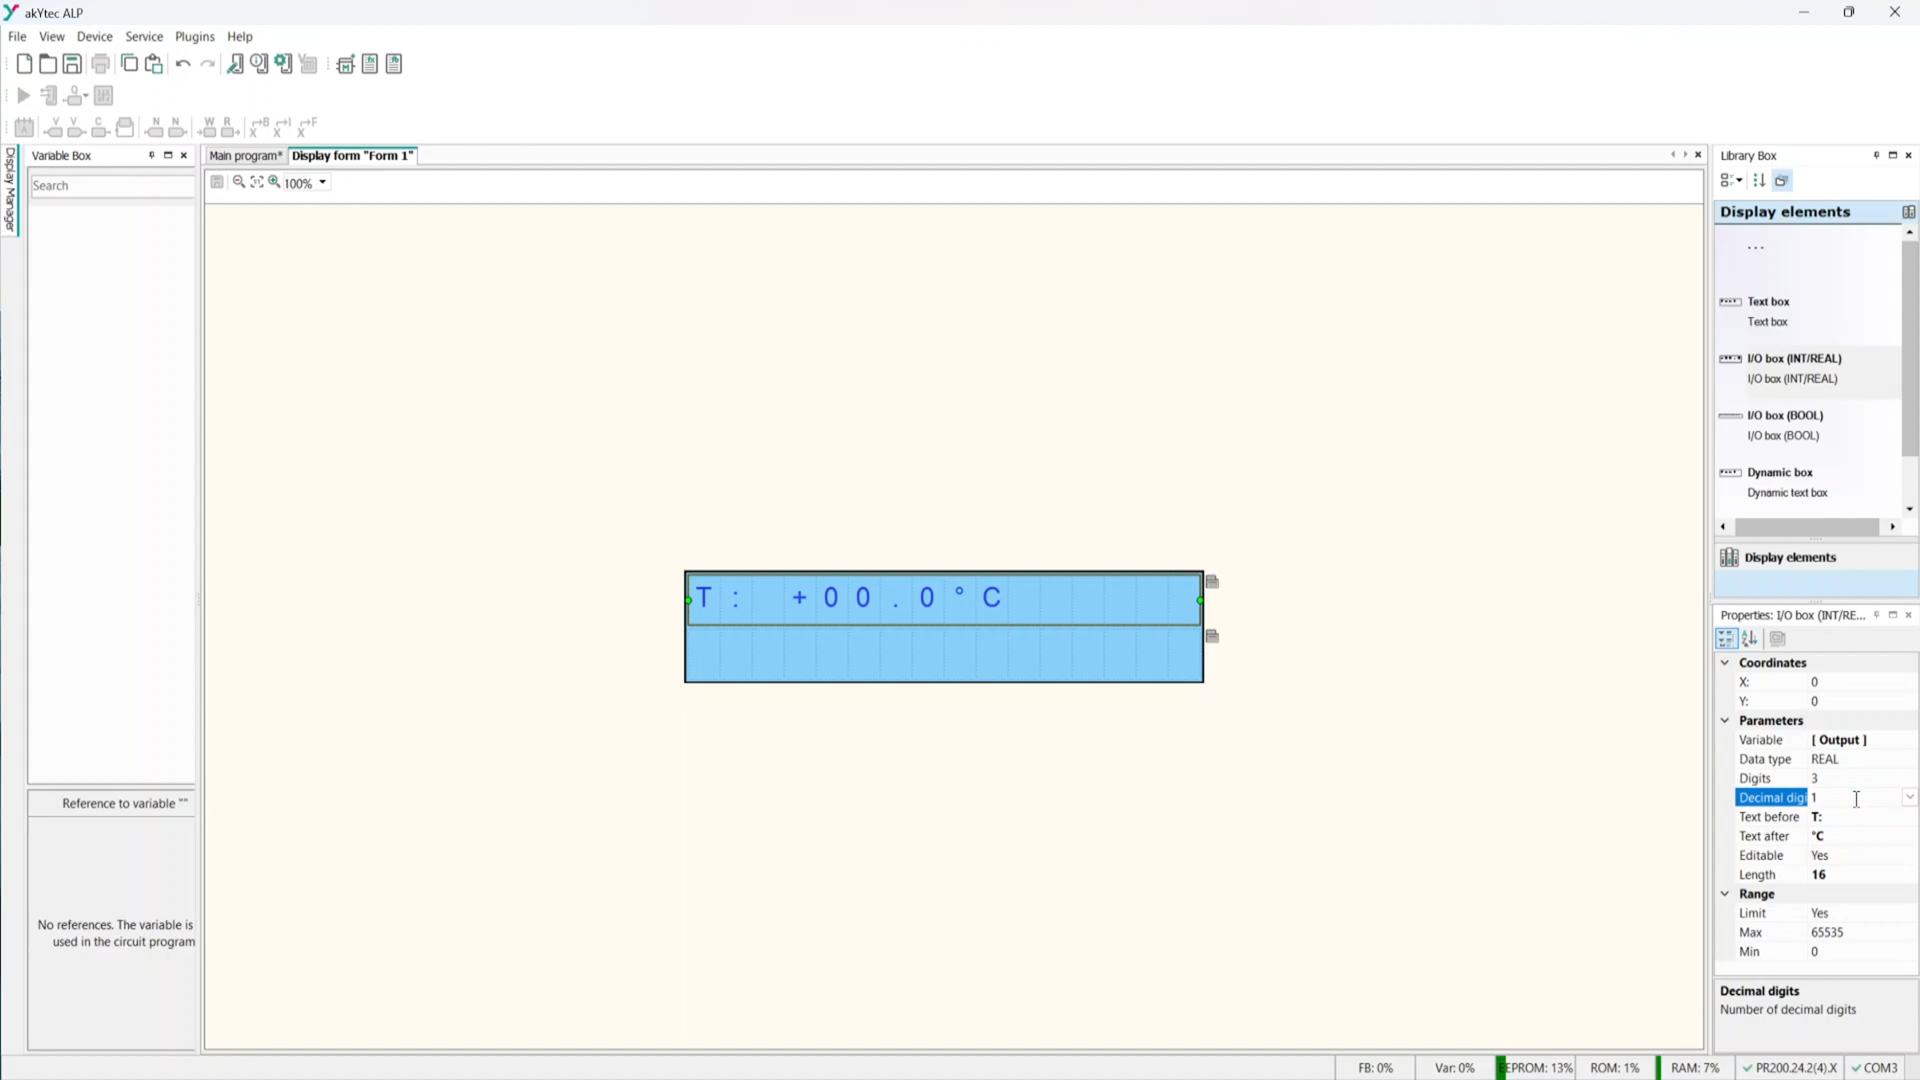 akYtec ALP
File View Device Service Plugins Help
V V C N N W R B I F
Variable Box
Search
Display Manager
Reference to variable ""
No references. The variable is
used in the circuit program
Main program* Display form "Form 1"
100%
T: +00.0°C
Library Box
Display elements
...
Text box
Text box
I/O box (INT/REAL)
I/O box (INT/REAL)
I/O box (BOOL)
I/O box (BOOL)
Dynamic box
Dynamic text box
Display elements
Properties: I/O box (INT/RE...
Coordinates
X: 0
Y: 0
Parameters
Variable [ Output ]
Data type REAL
Digits 3
Decimal digi 1
Text before T:
Text after °C
Editable Yes
Length 16
Range
Limit Yes
Max 65535
Min 0
Decimal digits
Number of decimal digits
FB: 0% Var: 0% EEPROM: 13% ROM: 1% RAM: 7% PR200.24.2(4).X COM3